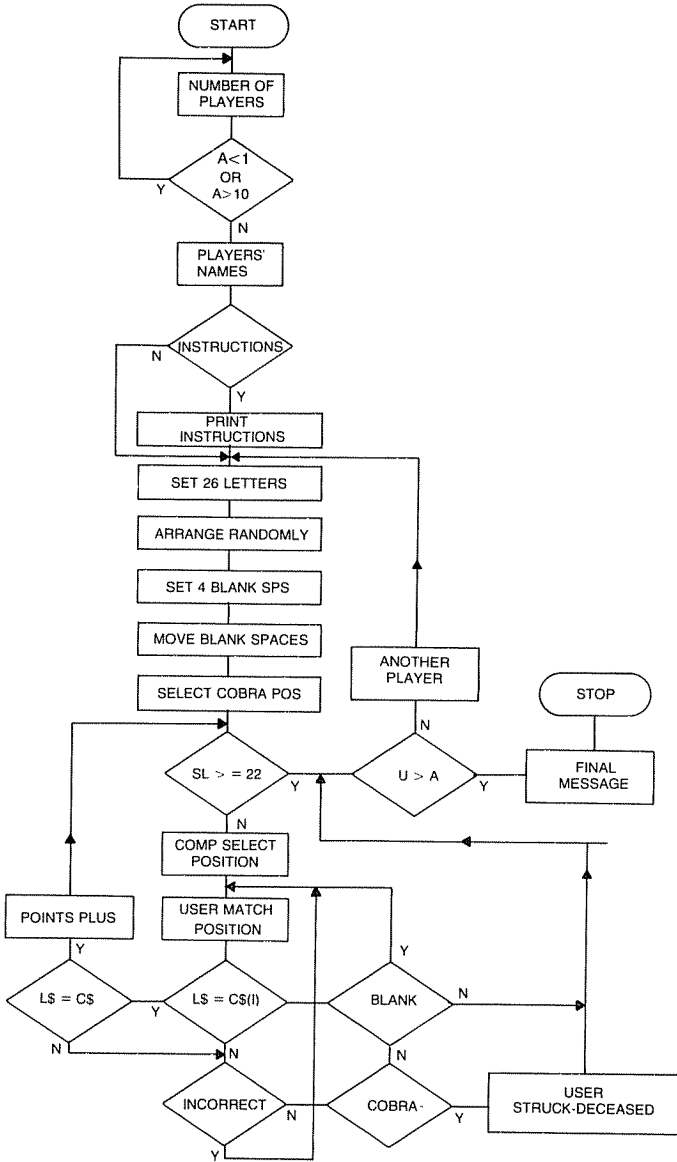 START
NUMBER OF
PLAYERS
A<1
OR
A>10
Y
N
PLAYERS'
NAMES
INSTRUCTIONS
N
Y
PRINT
INSTRUCTIONS
SET 26 LETTERS
ARRANGE RANDOMLY
SET 4 BLANK SPS
MOVE BLANK SPACES
SELECT COBRA POS
ANOTHER
PLAYER
STOP
N
SL > = 22
Y
U > A
Y
FINAL
MESSAGE
N
COMP SELECT
POSITION
POINTS PLUS
USER MATCH
POSITION
Y
Y
L$ = C$
Y
L$ = C$(I)
BLANK
N
N
N
N
INCORRECT
N
COBRA-
Y
USER
STRUCK-DECEASED
Y